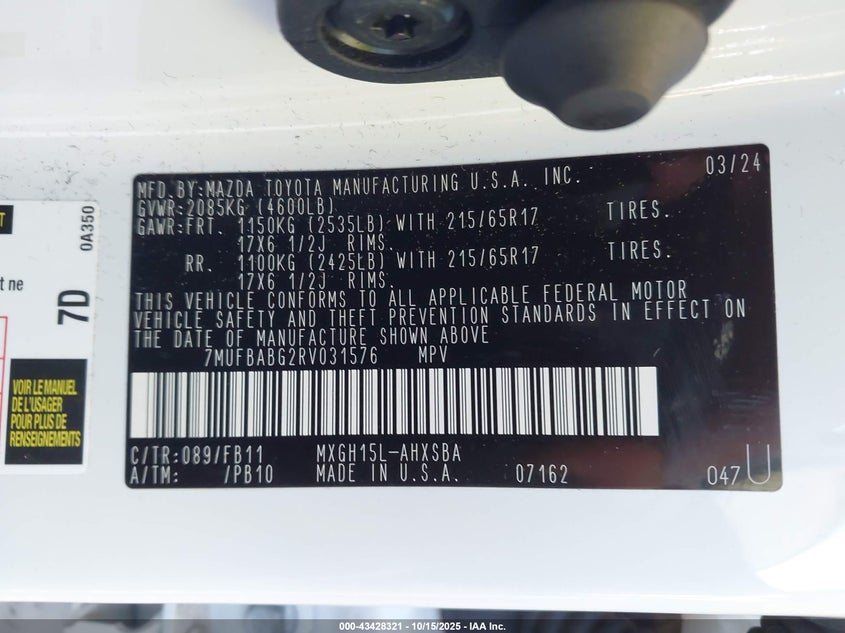 MFD.BY:MAZDA TOYOTA MANUFACTURING U.S.A. INC. 03/24
GVWR:2085KG (4600LB)
GAWR:FRT. 1150KG (2535LB) WITH 215/65R17 TIRES.
17X6 1/2J RIMS.
RR. 1100KG (2425LB) WITH 215/65R17 TIRES.
17X6 1/2J RIMS.
THIS VEHICLE CONFORMS TO ALL APPLICABLE FEDERAL MOTOR
VEHICLE SAFETY AND THEFT PREVENTION STANDARDS IN EFFECT ON
THE DATE OF MANUFACTURE SHOWN ABOVE
7MUFBABG2RV031576 MPV
C/TR:089/FB11 MXGH15L-AHXSBA
A/TM: /PB10 MADE IN U.S.A. 07162 047U
0A350
7D
t ne
VOIR LE MANUEL
DE L'USAGER
POUR PLUS DE
RENSEIGNEMENTS
000-43428321 - 10/15/2025 - IAA Inc.